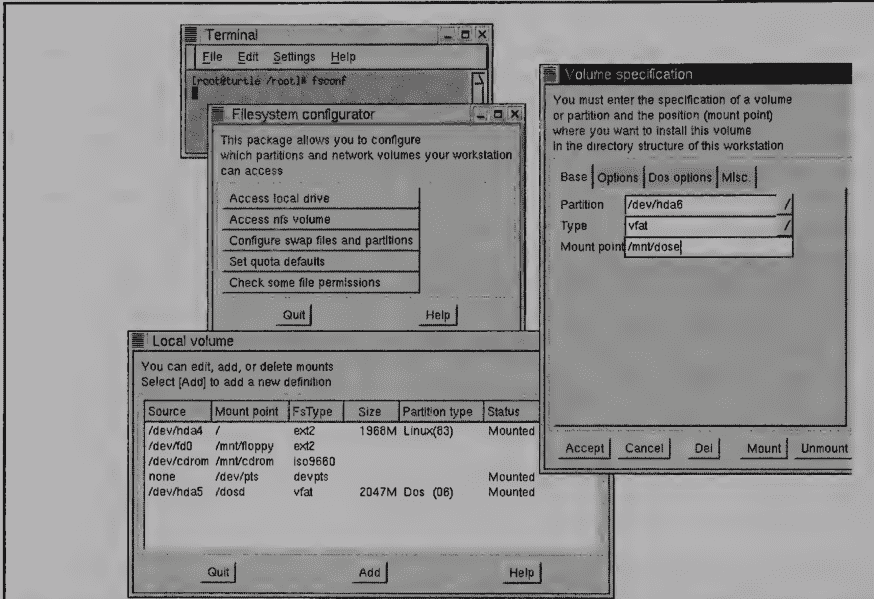 Terminal
File Edit Settings Help
[root@turtle /root]# fsconf
Filesystem configurator
This package allows you to configure
which partitions and network volumes your workstation
can access
Access local drive
Access nfs volume
Configure swap files and partitions
Set quota defaults
Check some file permissions
Quit Help
Volume specification
You must enter the specification of a volume
or partition and the position (mount point)
where you want to install this volume
in the directory structure of this workstation
Base Options Dos options Misc.
Partition /dev/hda6
Type vfat
Mount point /mnt/dose
Accept Cancel Del Mount Unmount
Local volume
You can edit, add, or delete mounts
Select [Add] to add a new definition
Source Mount point FsType Size Partition type Status
/dev/hda4 / ext2 1968M Linux(83) Mounted
/dev/fd0 /mnt/floppy ext2
/dev/cdrom /mnt/cdrom iso9660
none /dev/pts devpts Mounted
/dev/hda5 /dosd vfat 2047M Dos (06) Mounted
Quit Add Help